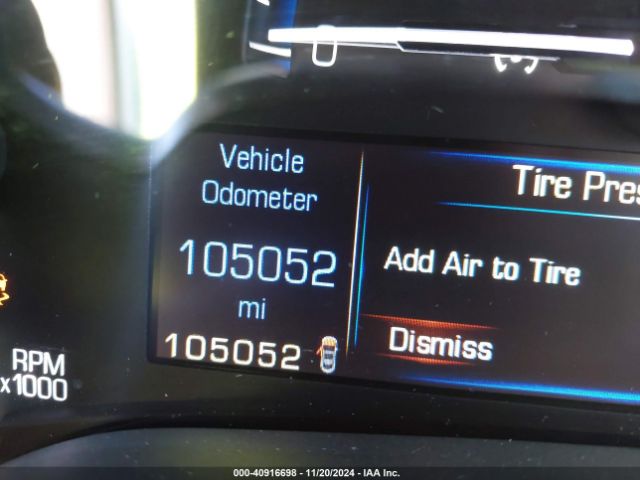 Vehicle
Odometer
105052
mi
105052
Tire Pres
Add Air to Tire
Dismiss
RPM
x1000
000-40916698 - 11/20/2024 - IAA Inc.